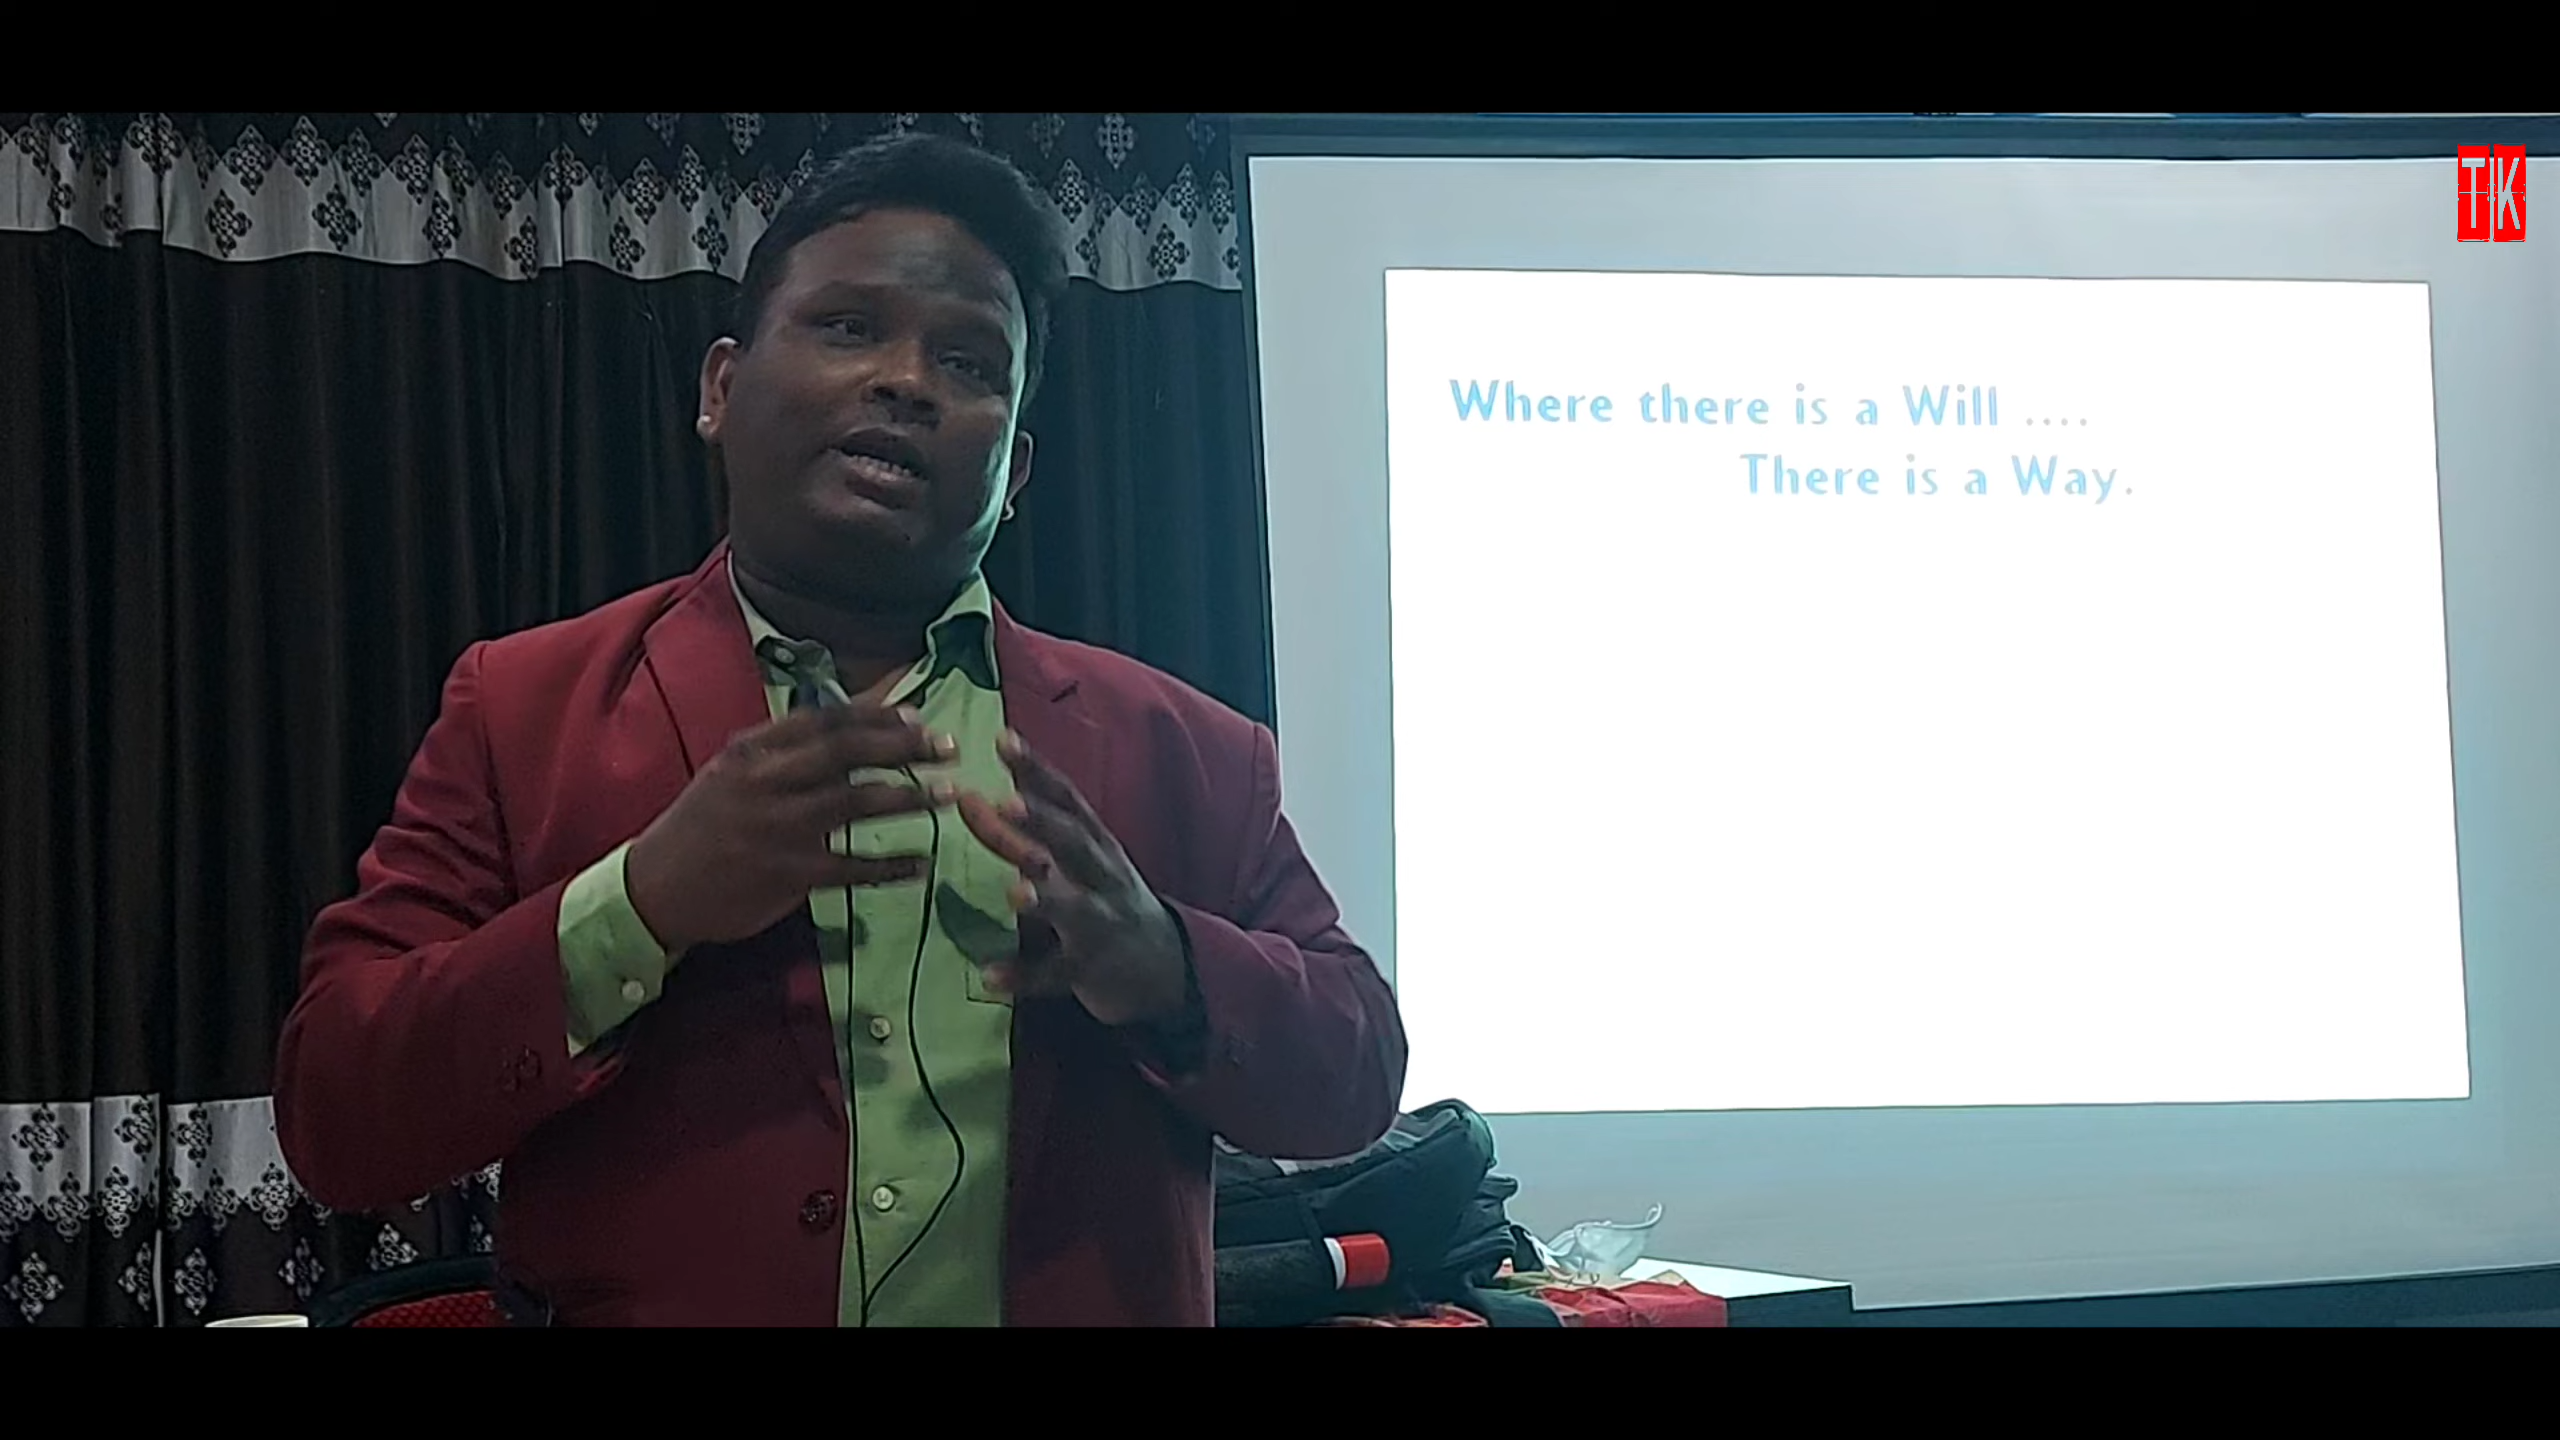 Where there is a Will ....
There is a Way.
TK